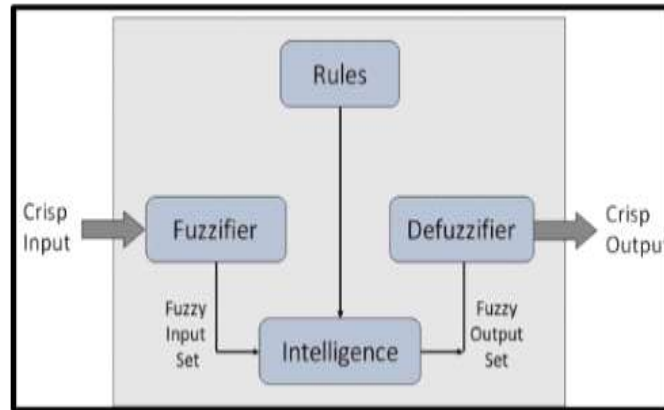 Rules
Crisp
Input
Fuzzifier
Defuzzifier
Crisp
Output
Fuzzy
Input
Set
Intelligence
Fuzzy
Output
Set